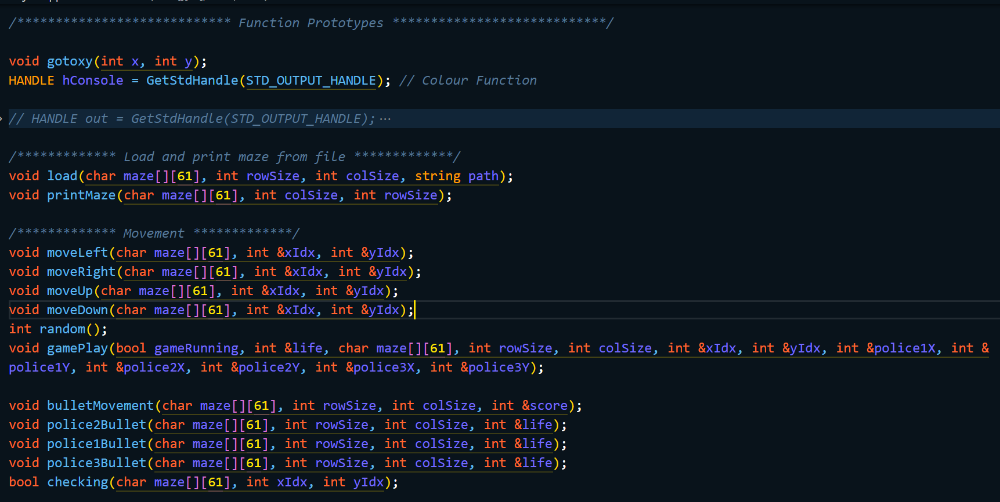 /**************************** Function Prototypes ****************************/
void gotoxy(int x, int y);
HANDLE hConsole = GetStdHandle(STD_OUTPUT_HANDLE); // Colour Function
// HANDLE out = GetStdHandle(STD_OUTPUT_HANDLE);···
/************* Load and print maze from file *************/
void load(char maze[][61], int rowSize, int colSize, string path);
void printMaze(char maze[][61], int colSize, int rowSize);
/************* Movement *************/
void moveLeft(char maze[][61], int &xIdx, int &yIdx);
void moveRight(char maze[][61], int &xIdx, int &yIdx);
void moveUp(char maze[][61], int &xIdx, int &yIdx);
void moveDown(char maze[][61], int &xIdx, int &yIdx);
int random();
void gamePlay(bool gameRunning, int &life, char maze[][61], int rowSize, int colSize, int &xIdx, int &yIdx, int &police1X, int &
police1Y, int &police2X, int &police2Y, int &police3X, int &police3Y);
void bulletMovement(char maze[][61], int rowSize, int colSize, int &score);
void police2Bullet(char maze[][61], int rowSize, int colSize, int &life);
void police1Bullet(char maze[][61], int rowSize, int colSize, int &life);
void police3Bullet(char maze[][61], int rowSize, int colSize, int &life);
bool checking(char maze[][61], int xIdx, int yIdx);